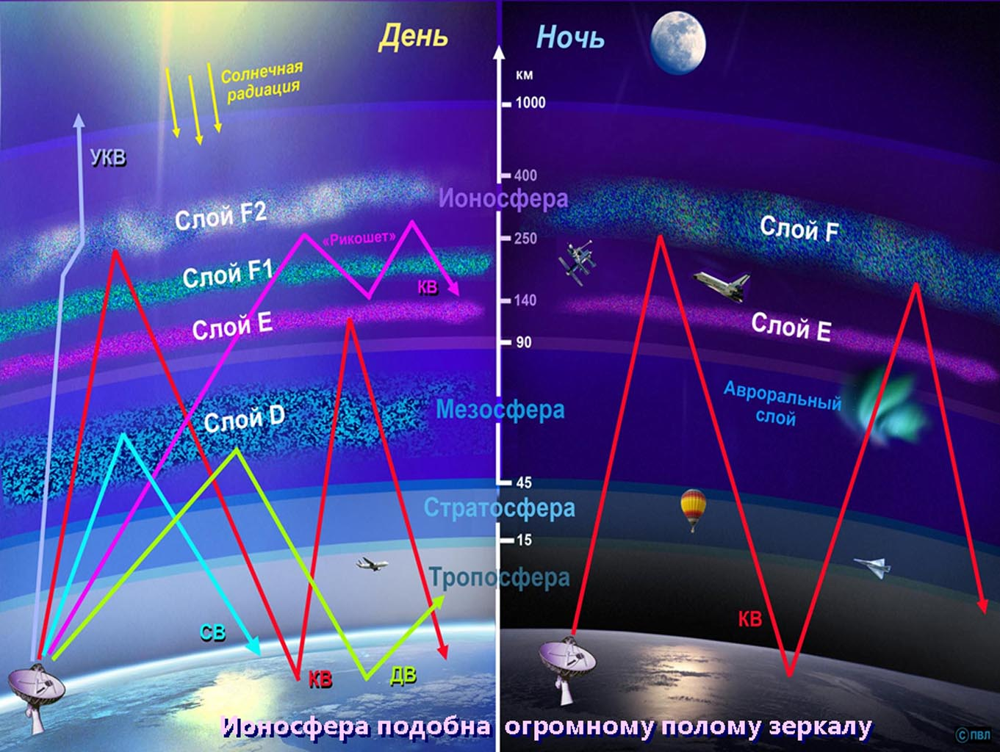 День
Ночь
Солнечная
радиация
км
1000
УКВ
400
Ионосфера
Слой F2
Слой F
«Рикошет»
250
Слой F1
КВ
140
Слой E
Слой E
90
Авроральный
слой
Слой D
Мезосфера
45
Стратосфера
15
Тропосфера
СВ
КВ
КВ
ДВ
Ионосфера подобна огромному полому зеркалу
© ПВЛ